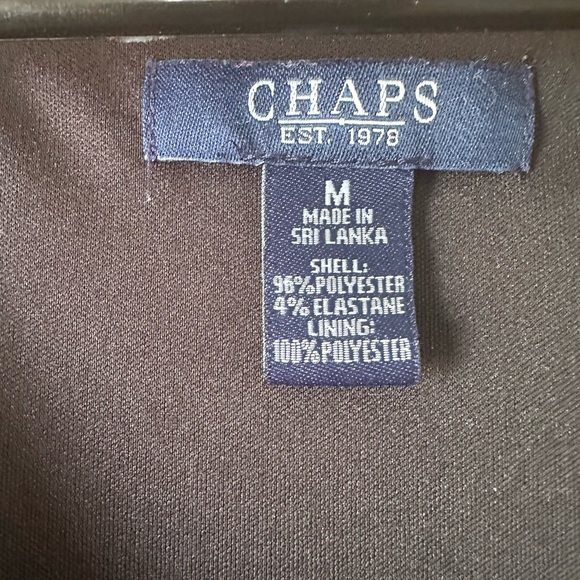 CHAPS
EST. 1978
M
MADE IN
SRI LANKA
SHELL:
96% POLYESTER
4% ELASTANE
LINING:
100% POLYESTER